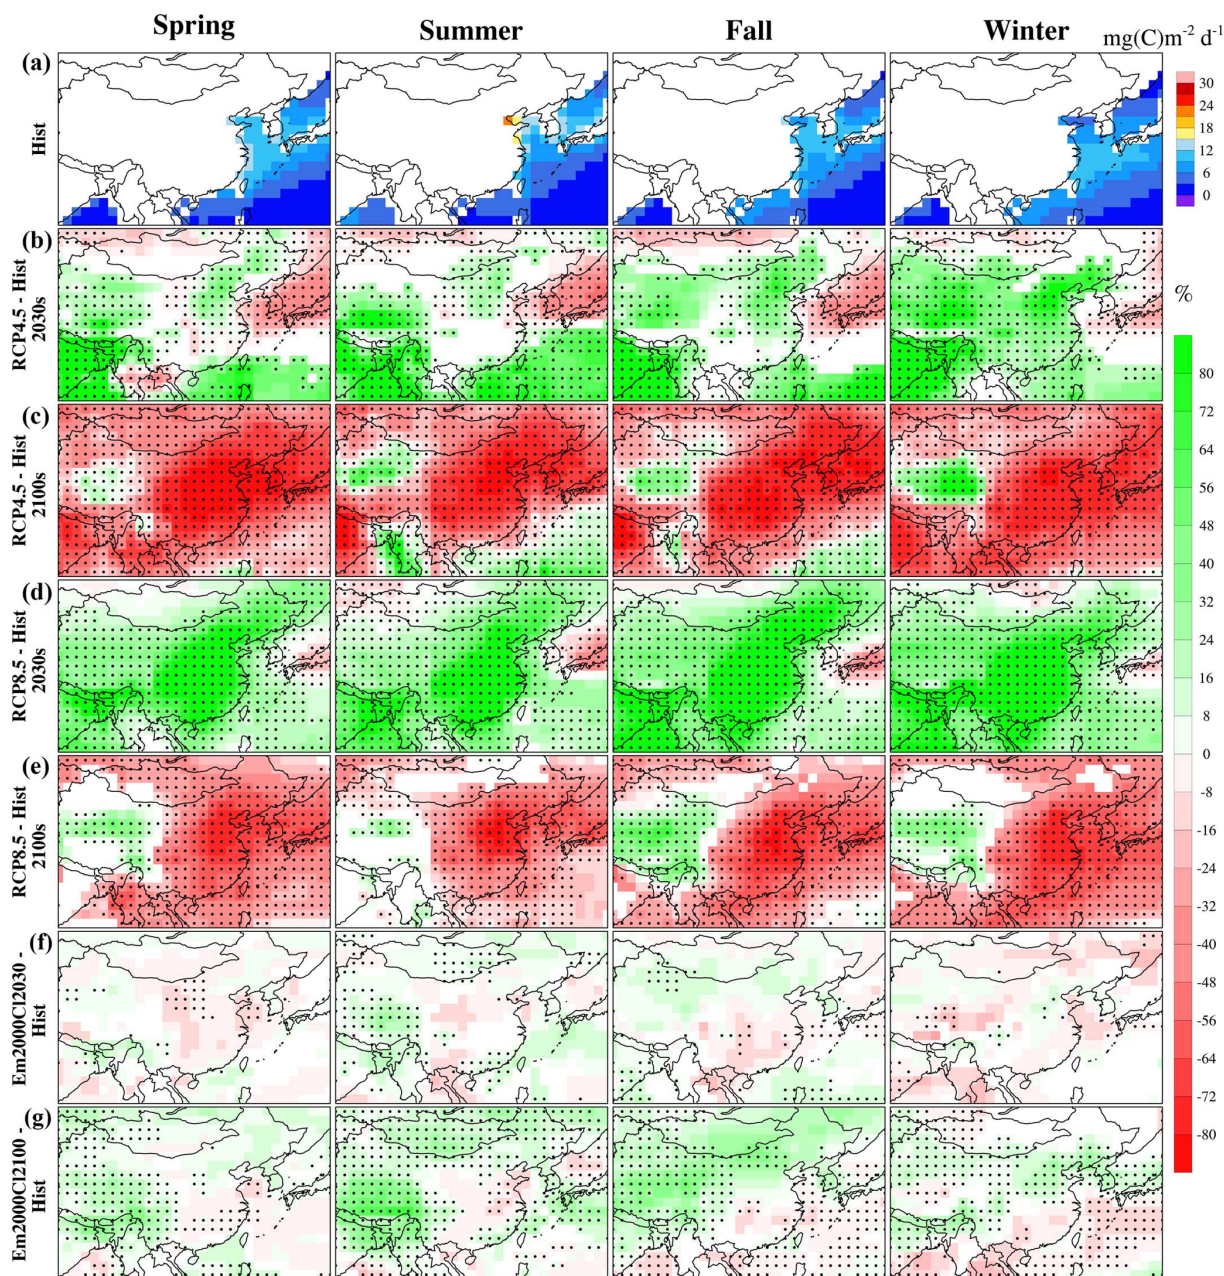 Spring Summer Fall Winter mg(C)m⁻² d⁻¹
(a)
Hist
30
24
18
12
6
0
(b)
RCP4.5 - Hist
2030s
%
(c)
RCP4.5 - Hist
2100s
80
72
64
56
48
40
32
24
16
8
0
-8
-16
-24
-32
-40
-48
-56
-64
-72
-80
(d)
RCP8.5 - Hist
2030s
(e)
RCP8.5 - Hist
2100s
(f)
Em2000Cl2030 -
Hist
(g)
Em2000Cl2100 -
Hist